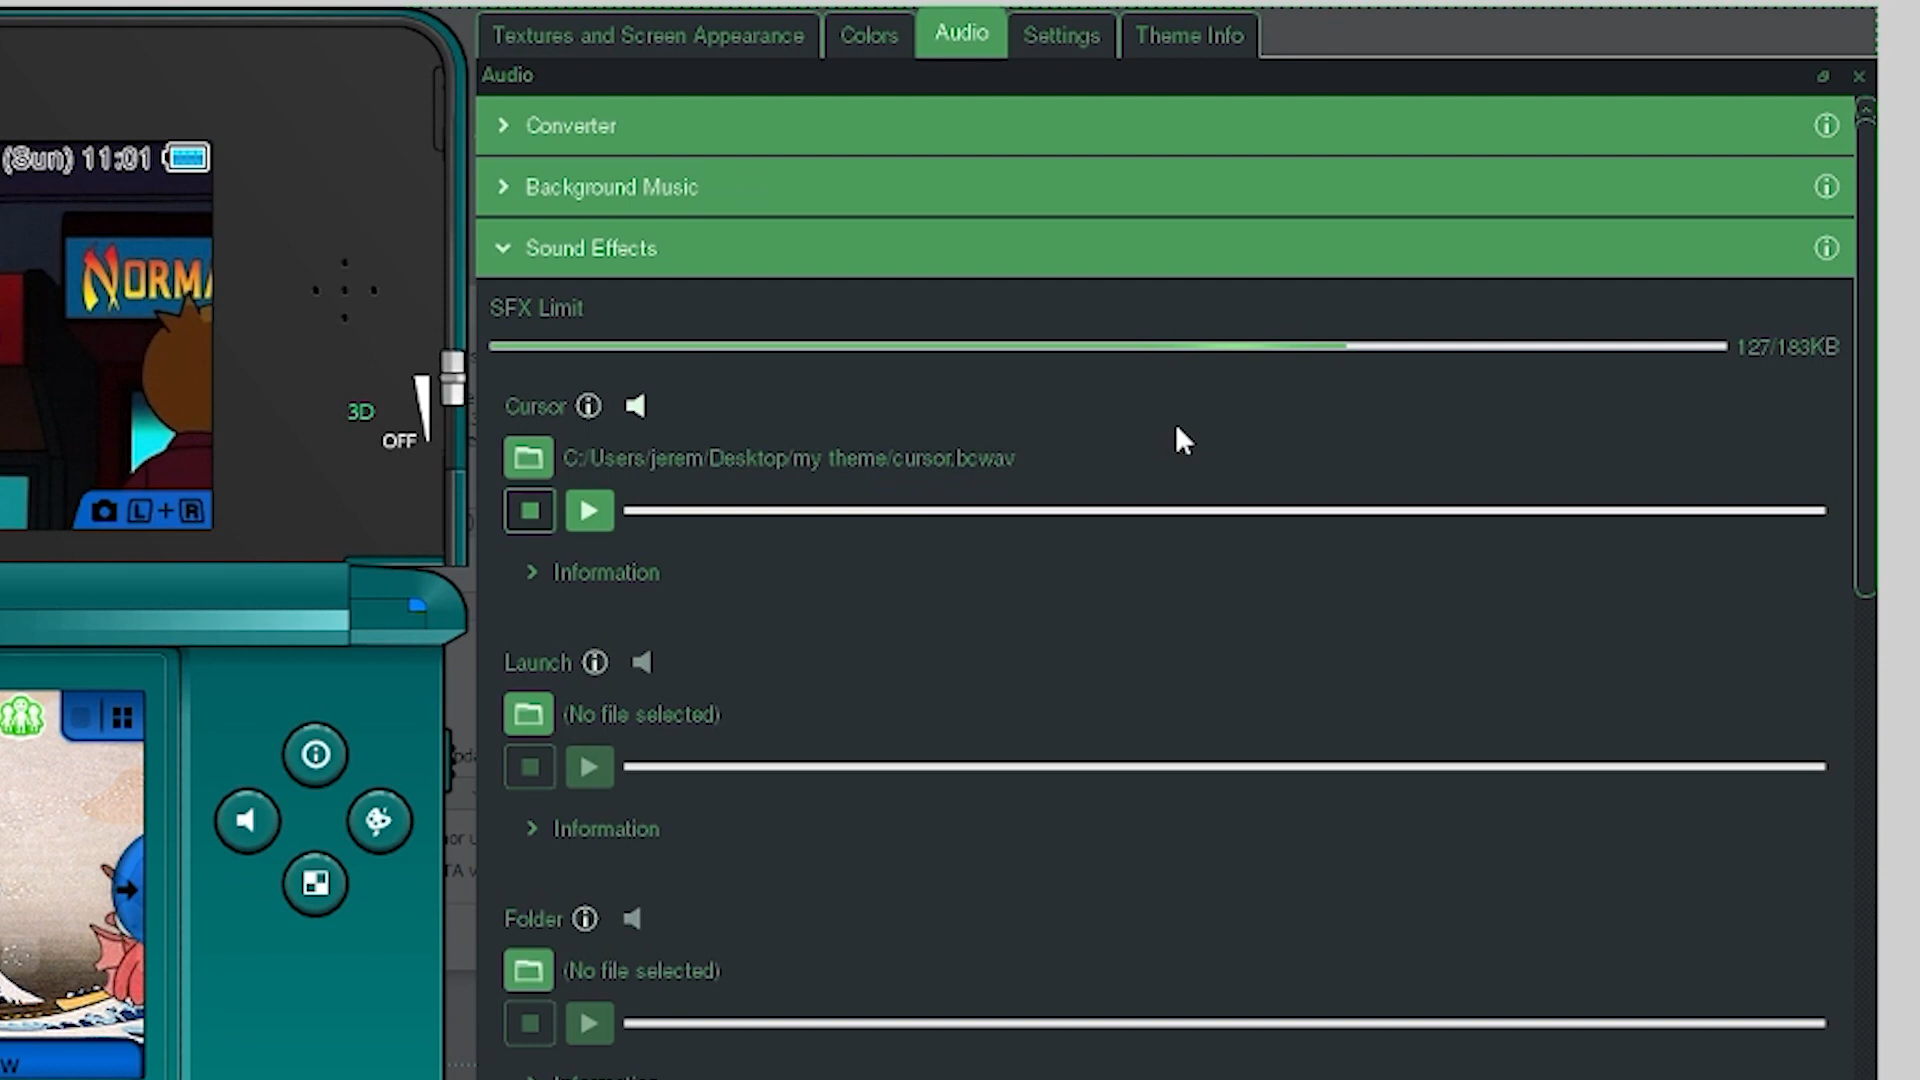 Textures and Screen Appearance
Colors
Audio
Settings
Theme Info
Audio
Converter
Background Music
Sound Effects
SFX Limit
127/183KB
Cursor
C:/Users/jerem/Desktop/my theme/cursor.bcwav
Information
Launch
(No file selected)
Information
Folder
(No file selected)
(Sun) 11:01
NORMA
3D
OFF
L + R